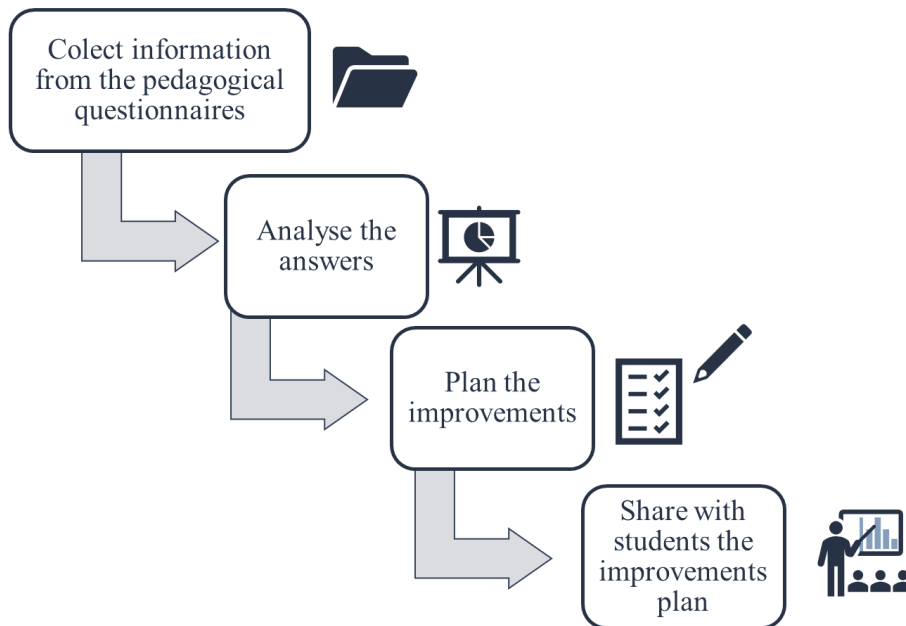 Colect information
from the pedagogical
questionnaires
Analyse the
answers
Plan the
improvements
Share with
students the
improvements
plan